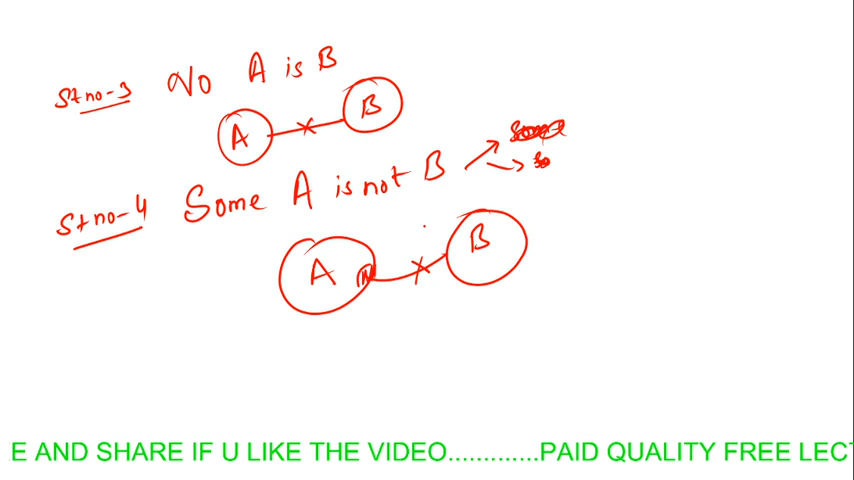 St no-3 No A is B
A B
St no-4 Some A is not B
so
A B
E AND SHARE IF U LIKE THE VIDEO.............PAID QUALITY FREE LECT